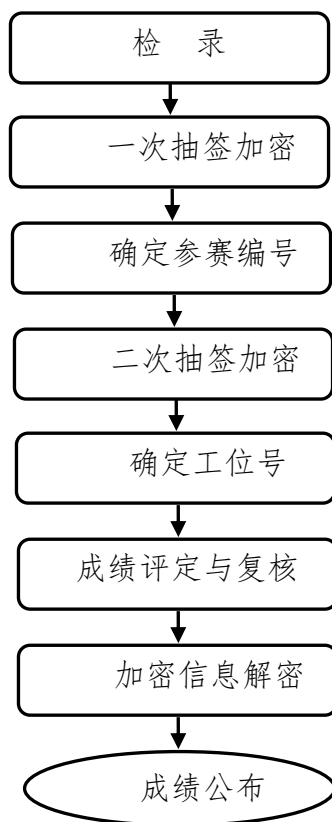 检 录
一次抽签加密
确定参赛编号
二次抽签加密
确定工位号
成绩评定与复核
加密信息解密
成绩公布